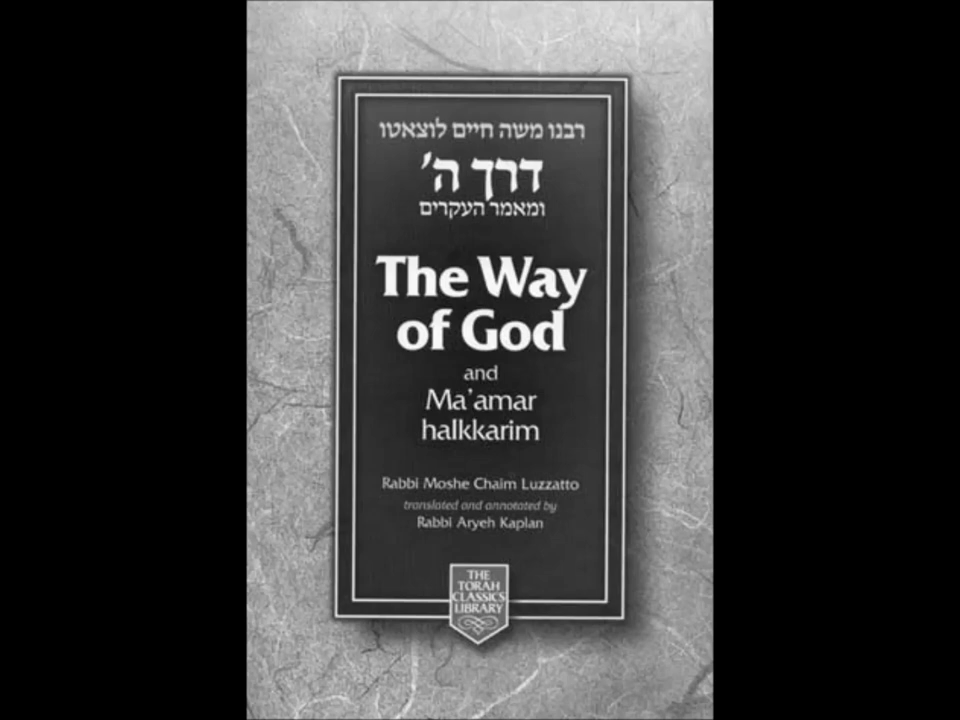 רבנו משה חיים לוצאטו
דרך ה'
ומאמר העקרים
The Way
of God
and
Ma'amar
haIkkarim
Rabbi Moshe Chaim Luzzatto
translated and annotated by
Rabbi Aryeh Kaplan
THE
TORAH
CLASSICS
LIBRARY